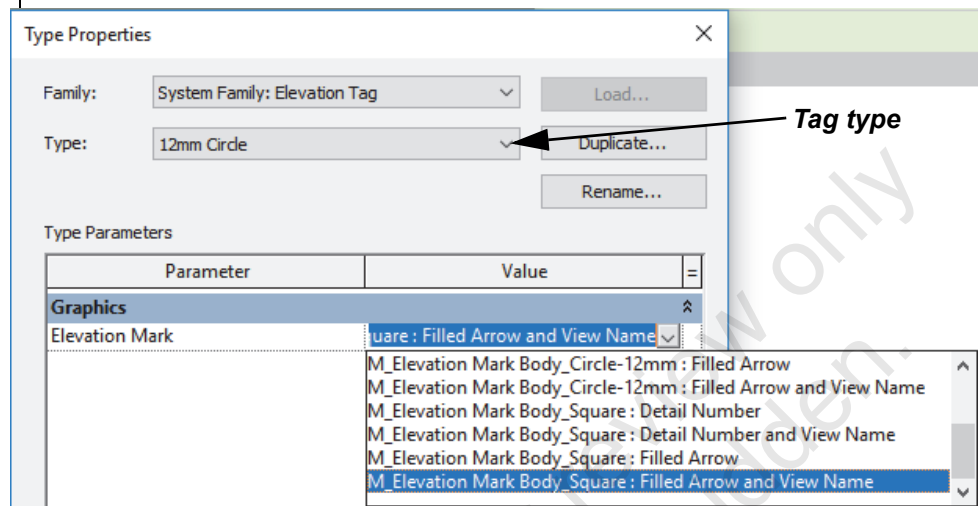 Type Properties
Family:
System Family: Elevation Tag
Load...
Tag type
Type:
12mm Circle
Duplicate...
Rename...
Type Parameters
Parameter
Value
=
Graphics
Elevation Mark
uare : Filled Arrow and View Name
M_Elevation Mark Body_Circle-12mm : Filled Arrow
M_Elevation Mark Body_Circle-12mm : Filled Arrow and View Name
M_Elevation Mark Body_Square : Detail Number
M_Elevation Mark Body_Square : Detail Number and View Name
M_Elevation Mark Body_Square : Filled Arrow
M_Elevation Mark Body_Square : Filled Arrow and View Name